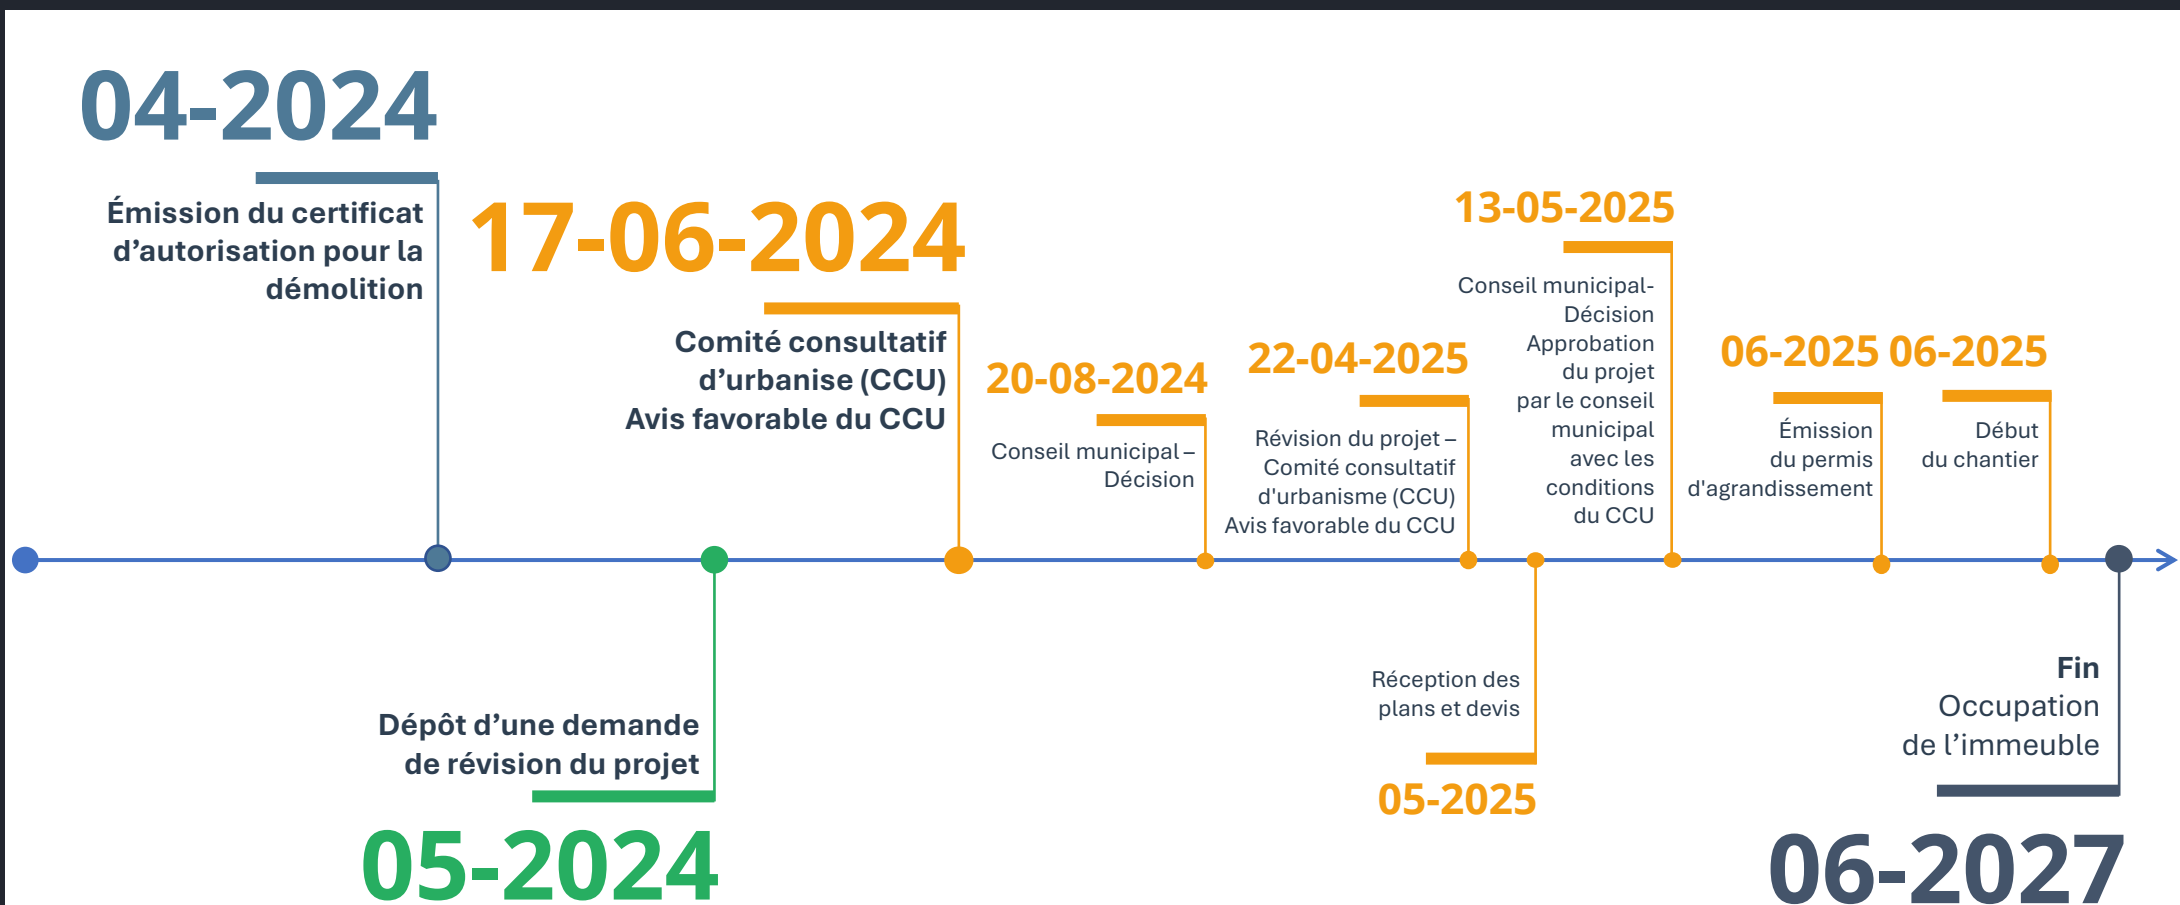 04-2024
Émission du certificat
d’autorisation pour la
démolition
Dépôt d’une demande
de révision du projet
05-2024
17-06-2024
Comité consultatif
d’urbanise (CCU)
Avis favorable du CCU
20-08-2024
Conseil municipal –
Décision
22-04-2025
Révision du projet –
Comité consultatif
d'urbanisme (CCU)
Avis favorable du CCU
Réception des
plans et devis
05-2025
13-05-2025
Conseil municipal-
Décision
Approbation
du projet
par le conseil
municipal
avec les
conditions
du CCU
06-2025
Émission
du permis
d'agrandissement
06-2025
Début
du chantier
Fin
Occupation
de l’immeuble
06-2027